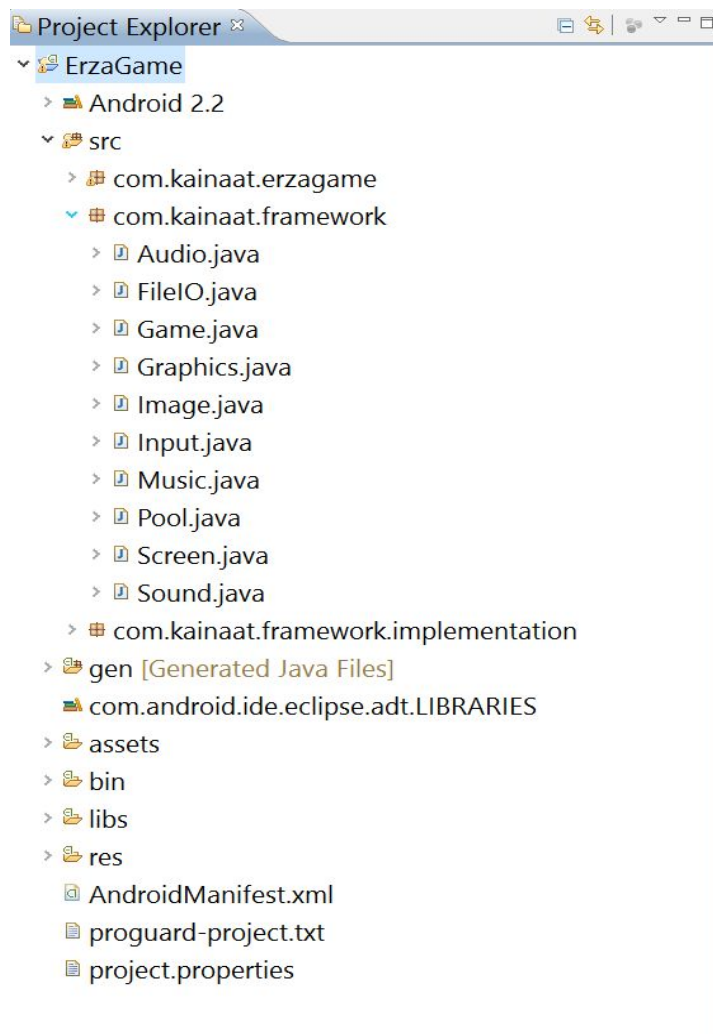 Project Explorer
ErzaGame
Android 2.2
src
com.kainaat.erzagame
com.kainaat.framework
Audio.java
FileIO.java
Game.java
Graphics.java
Image.java
Input.java
Music.java
Pool.java
Screen.java
Sound.java
com.kainaat.framework.implementation
gen [Generated Java Files]
com.android.ide.eclipse.adt.LIBRARIES
assets
bin
libs
res
AndroidManifest.xml
proguard-project.txt
project.properties